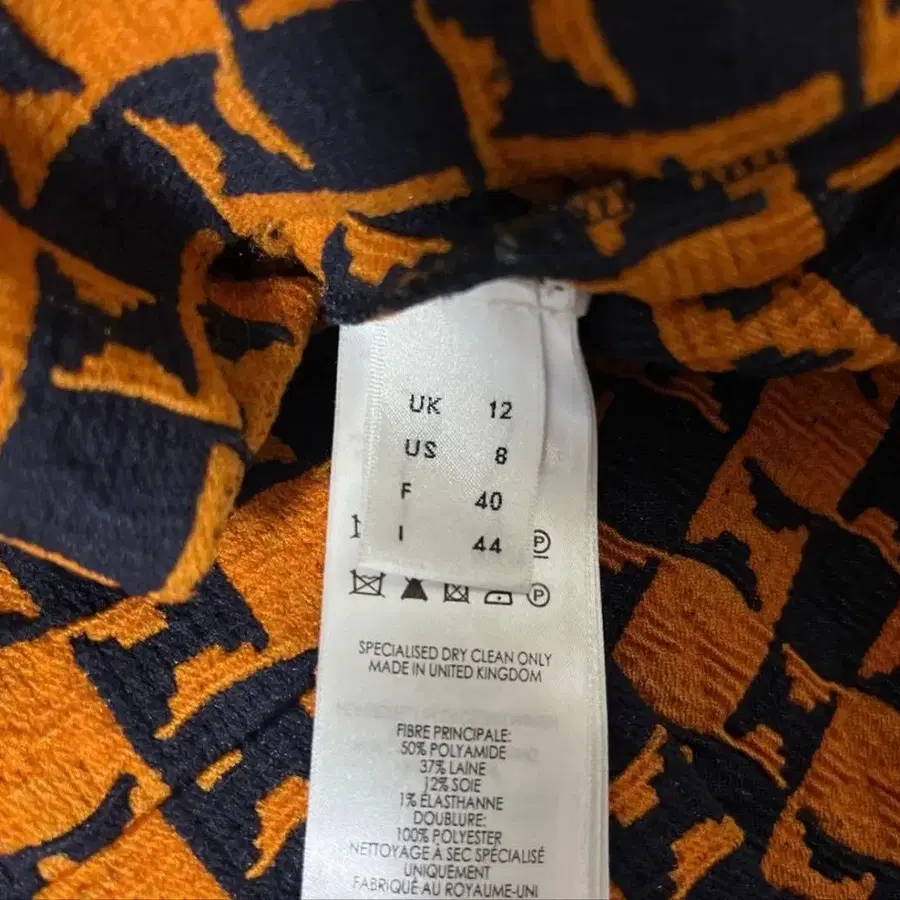 UK 12
US 8
F 40
I 44
P
P
SPECIALISED DRY CLEAN ONLY
MADE IN UNITED KINGDOM
FIBRE PRINCIPALE:
50% POLYAMIDE
37% LAINE
12% SOIE
1% ÉLASTHANNE
DOUBLURE:
100% POLYESTER
NETTOYAGE À SEC SPÉCIALISÉ
UNIQUEMENT
FABRIQUÉ AU ROYAUME-UNI